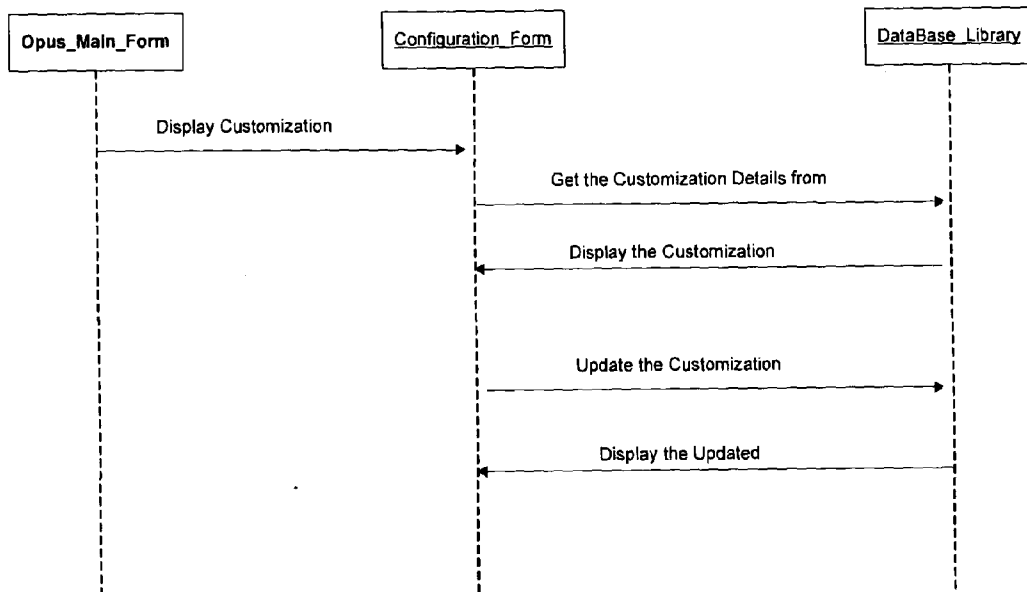 Opus_Main_Form
Configuration_Form
DataBase_Library
Display Customization
Get the Customization Details from
Display the Customization
Update the Customization
Display the Updated